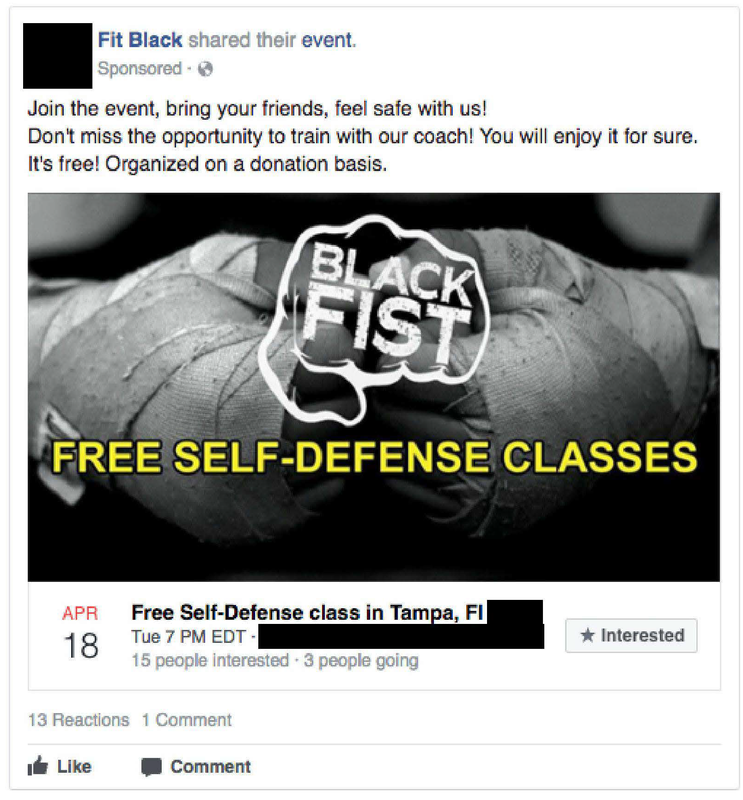 Fit Black shared their event.
Sponsored ·
Join the event, bring your friends, feel safe with us!
Don't miss the opportunity to train with our coach! You will enjoy it for sure.
It's free! Organized on a donation basis.
BLACK
FIST
FREE SELF-DEFENSE CLASSES
APR
18
Free Self-Defense class in Tampa, Fl
Tue 7 PM EDT ·
15 people interested · 3 people going
★ Interested
13 Reactions 1 Comment
Like Comment